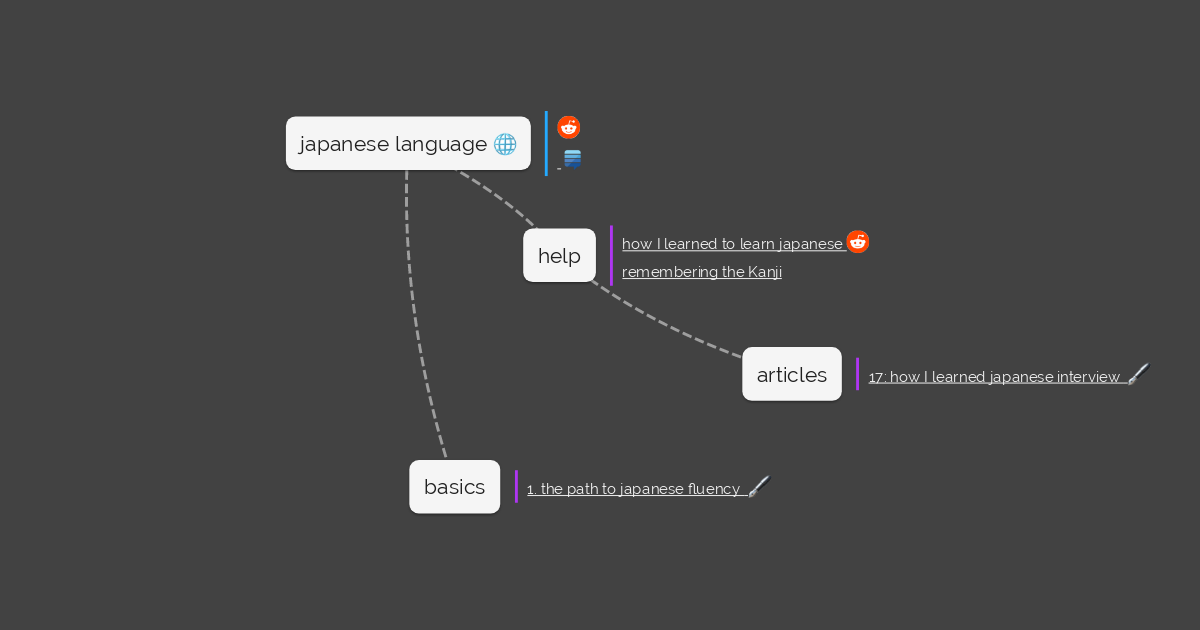 japanese language
help
how I learned to learn japanese
remembering the Kanji
articles
17: how I learned japanese interview
basics
1. the path to japanese fluency